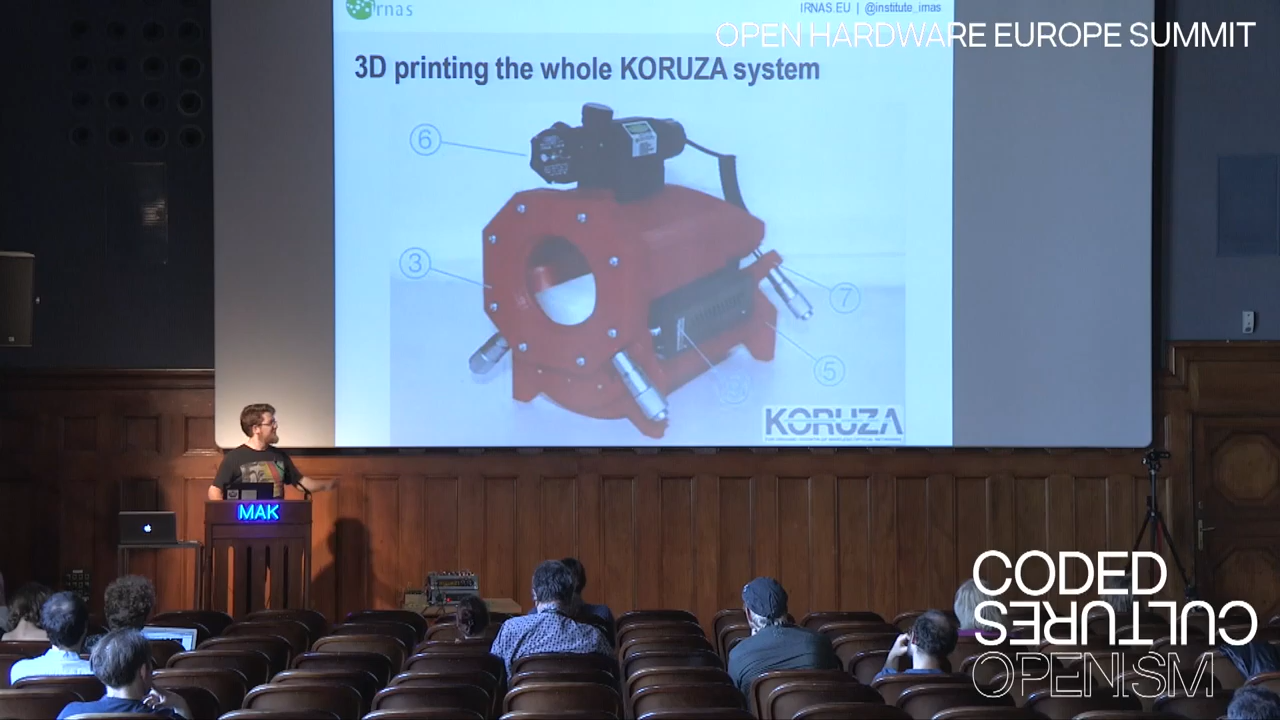 rnas
IRNAS.EU | @institute_irnas
OPEN HARDWARE EUROPE SUMMIT
3D printing the whole KORUZA system
6
3
7
5
KORUZA
MAK
CODED
CULTURES
OPENISM